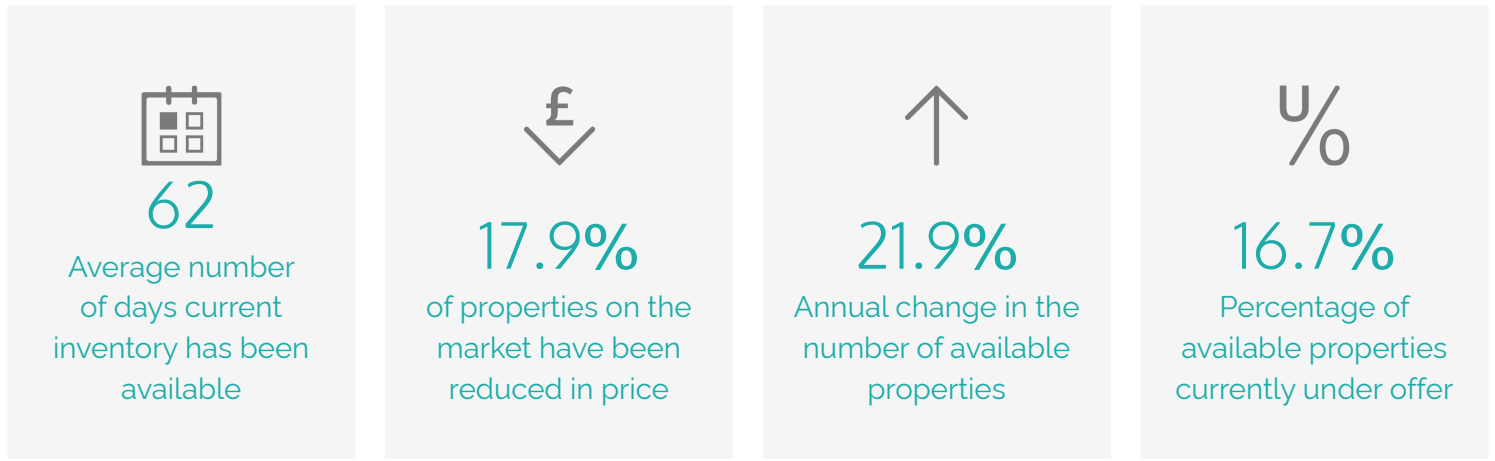 62
Average number
of days current
inventory has been
available
£
17.9%
of properties on the
market have been
reduced in price
21.9%
Annual change in the
number of available
properties
U%
16.7%
Percentage of
available properties
currently under offer